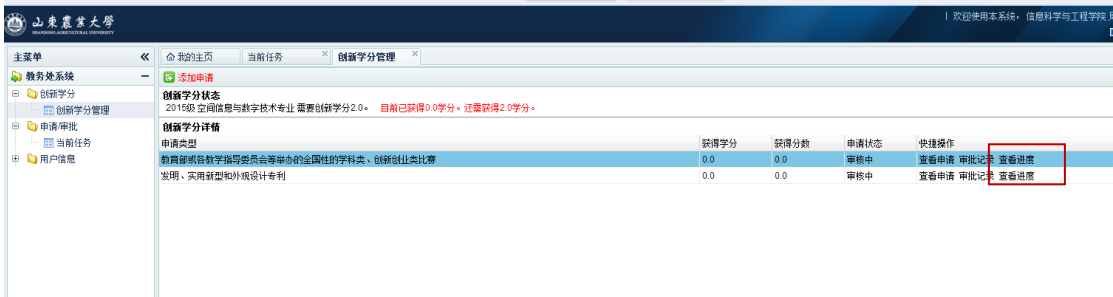 山东农业大学
SHANDONG AGRICULTURAL UNIVERSITY
| 欢迎使用本系统，信息科学与工程学院
主菜单 «
我的主页 当前任务 × 创新学分管理 ×
教务处系统
添加申请
创新学分
创新学分状态
创新学分管理
2015级 空间信息与数字技术专业 需要创新学分2.0。 目前已获得0.0学分。还需获得2.0学分。
申请/审批
创新学分详情
当前任务
申请类型 获得学分 获得分数 申请状态 快捷操作
用户信息
教育部或各教学指导委员会等举办的全国性的学科类、创新创业类比赛 0.0 0.0 审核中 查看申请 审批记录 查看进度
发明、实用新型和外观设计专利 0.0 0.0 审核中 查看申请 审批记录 查看进度